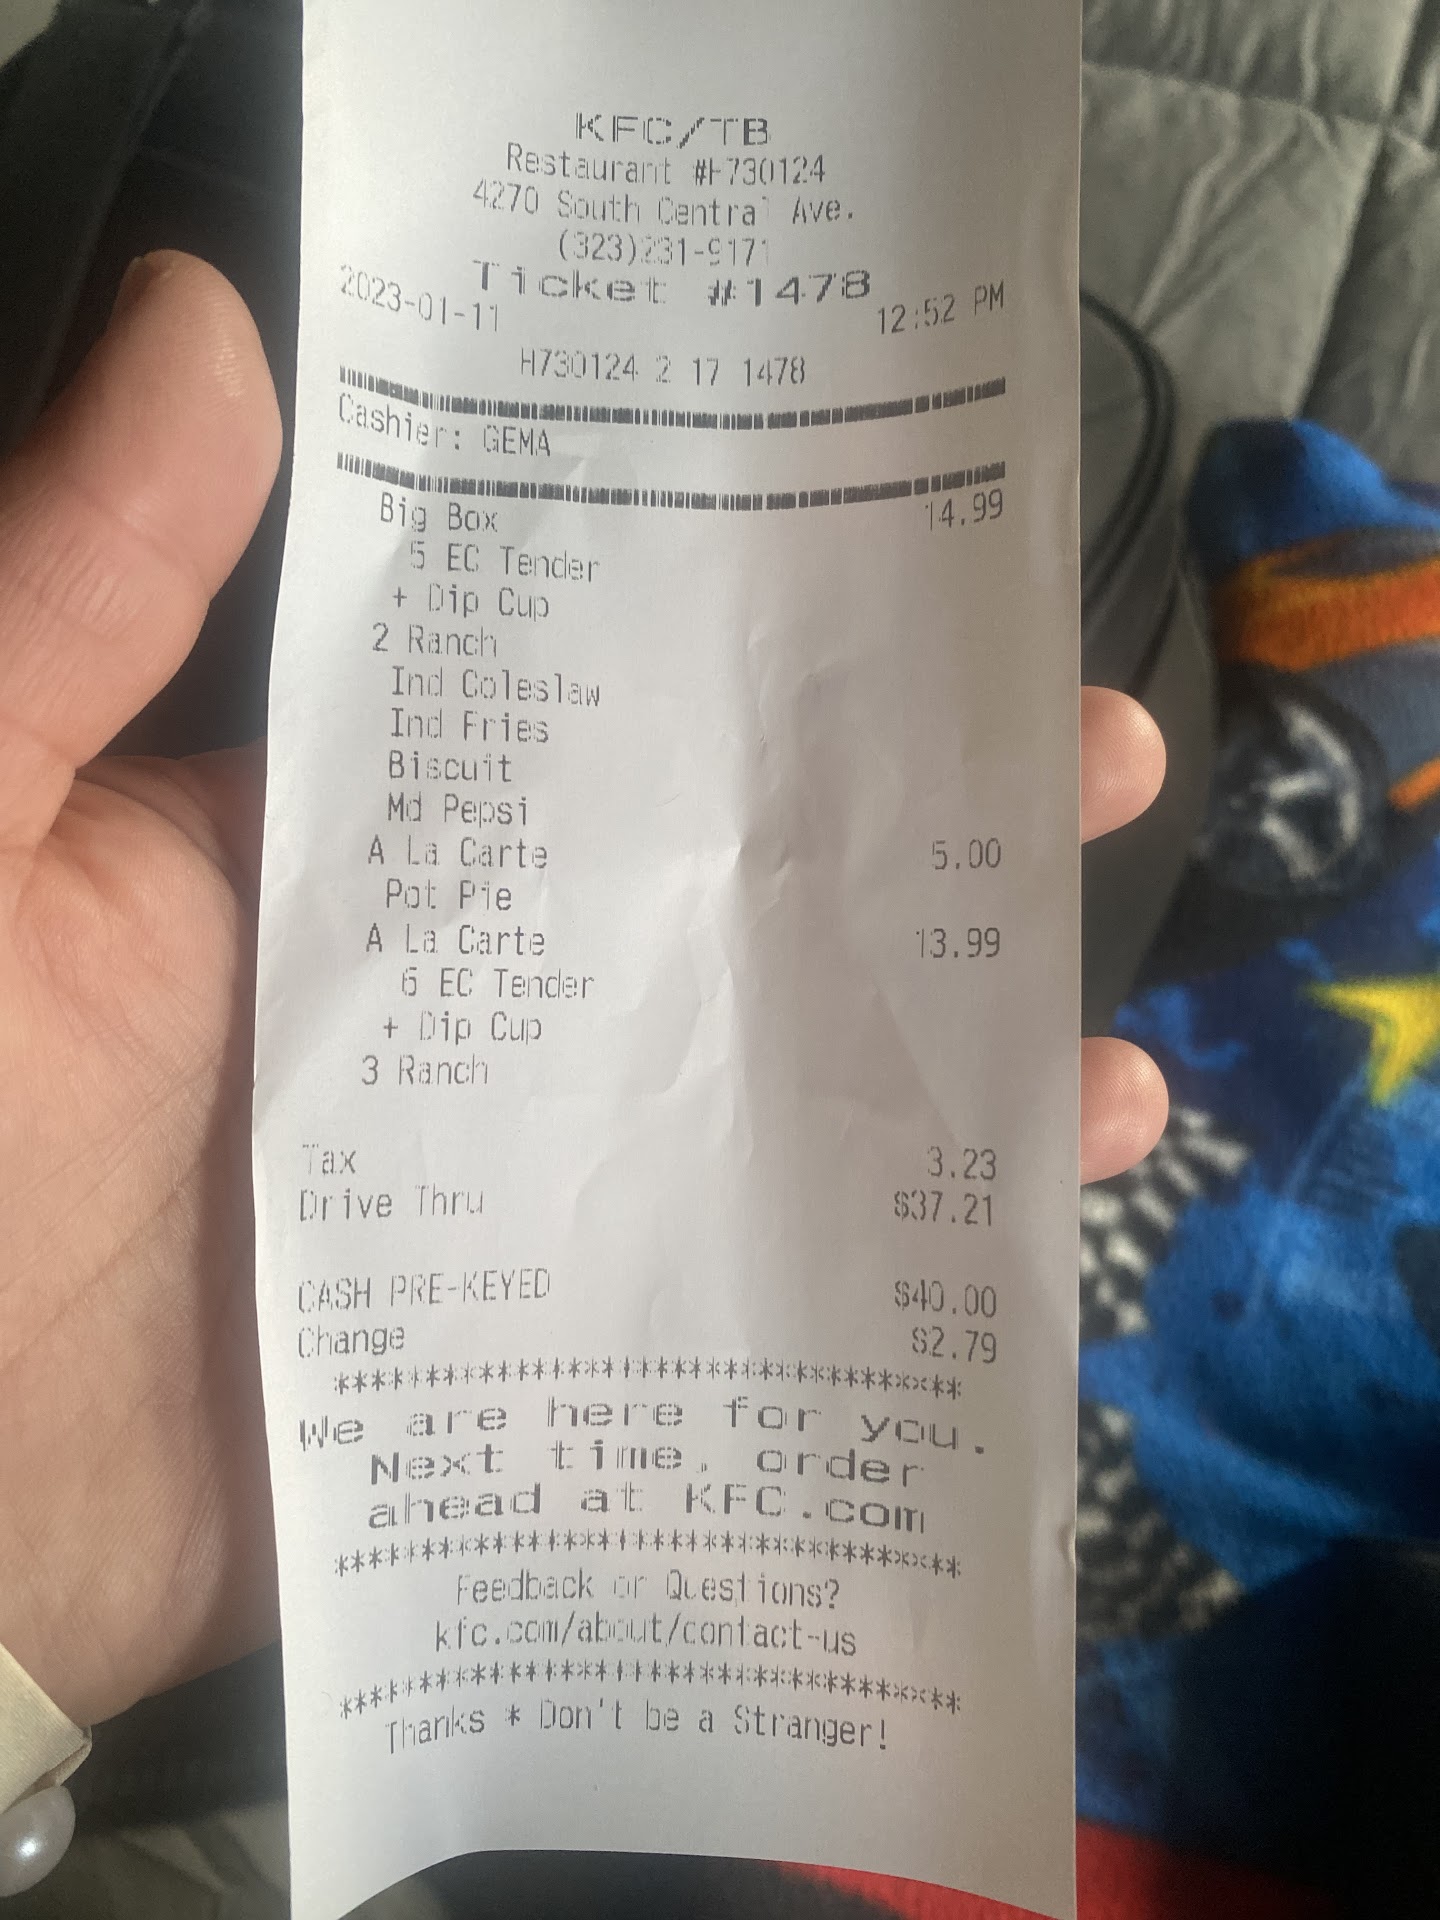 KFC/TB
Restaurant #H730124
4270 South Central Ave.
(323)231-9171
Ticket #1478
2023-01-11 12:52 PM
H730124 2 17 1478
Cashier: GEMA
Big Box 14.99
5 EC Tender
+ Dip Cup
2 Ranch
Ind Coleslaw
Ind Fries
Biscuit
Md Pepsi
A La Carte 5.00
Pot Pie
A La Carte 13.99
6 EC Tender
+ Dip Cup
3 Ranch
Tax 3.23
Drive Thru $37.21
CASH PRE-KEYED $40.00
Change $2.79
***********************************
We are here for you.
Next time, order
ahead at KFC.com
***********************************
Feedback or Questions?
kfc.com/about/contact-us
***********************************
Thanks * Don't be a Stranger!